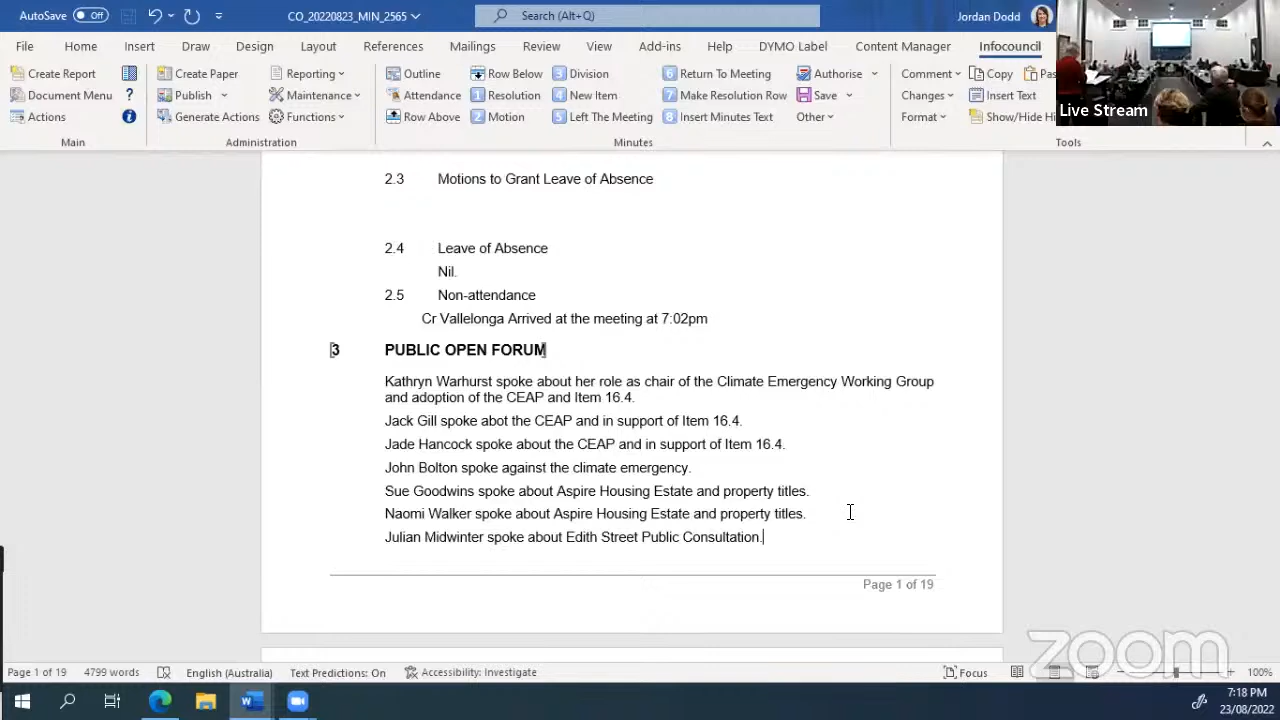 AutoSave Off CO_20220823_MIN_2565 Search (Alt+Q) Jordan Dodd
File Home Insert Draw Design Layout References Mailings Review View Add-ins Help DYMO Label Content Manager Infocouncil
Create Report Create Paper Reporting Outline Row Below 3 Division 6 Return To Meeting Authorise Comment Copy Pas
Document Menu ? Publish Maintenance Attendance 1 Resolution 4 New Item 7 Make Resolution Row Save Changes Insert Text
Actions Generate Actions Functions Row Above 2 Motion 5 Left The Meeting 8 Insert Minutes Text Other Format Show/Hide Hi
Main Administration Minutes Tools
Live Stream
2.3 Motions to Grant Leave of Absence
2.4 Leave of Absence
Nil.
2.5 Non-attendance
Cr Vallelonga Arrived at the meeting at 7:02pm
3 PUBLIC OPEN FORUM
Kathryn Warhurst spoke about her role as chair of the Climate Emergency Working Group
and adoption of the CEAP and Item 16.4.
Jack Gill spoke abot the CEAP and in support of Item 16.4.
Jade Hancock spoke about the CEAP and in support of Item 16.4.
John Bolton spoke against the climate emergency.
Sue Goodwins spoke about Aspire Housing Estate and property titles.
Naomi Walker spoke about Aspire Housing Estate and property titles.
Julian Midwinter spoke about Edith Street Public Consultation.
Page 1 of 19
zoom
Page 1 of 19 4799 words English (Australia) Text Predictions: On Accessibility: Investigate Focus 100%
7:18 PM
23/08/2022